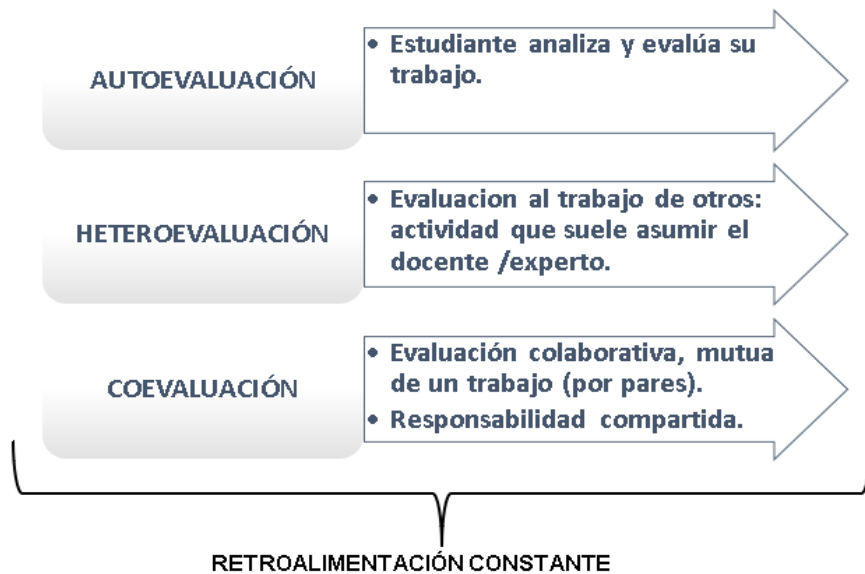 AUTOEVALUACIÓN
• Estudiante analiza y evalúa su
trabajo.
HETEROEVALUACIÓN
• Evaluacion al trabajo de otros:
actividad que suele asumir el
docente /experto.
COEVALUACIÓN
• Evaluación colaborativa, mutua
de un trabajo (por pares).
• Responsabilidad compartida.
RETROALIMENTACIÓN CONSTANTE